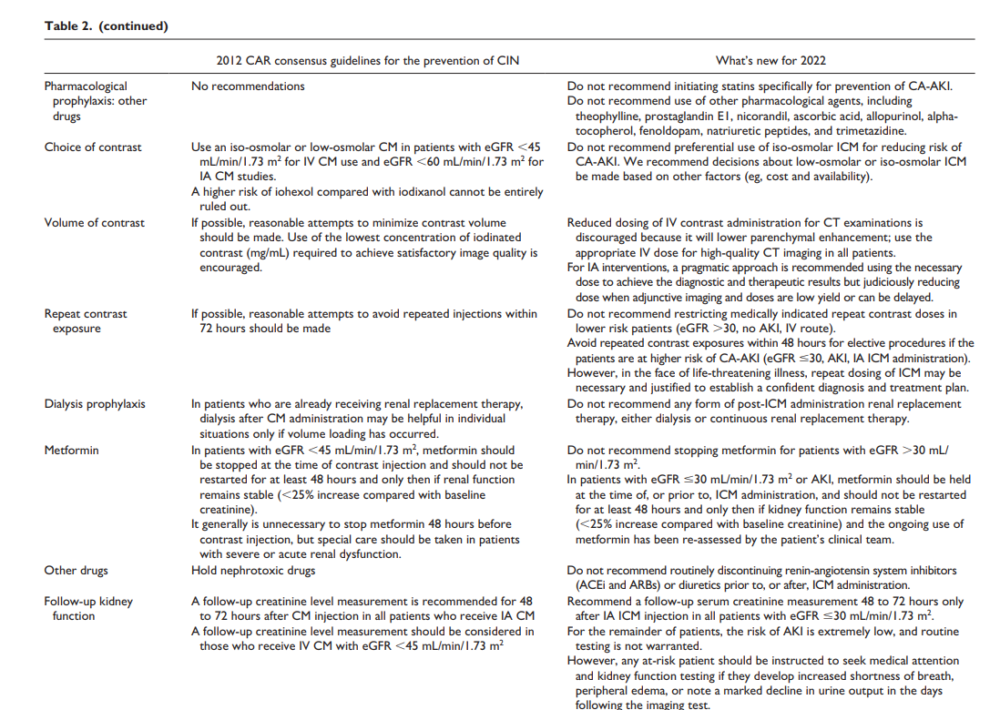 Table 2. (continued)
2012 CAR consensus guidelines for the prevention of CIN
What's new for 2022
Pharmacological
prophylaxis: other
drugs
No recommendations
Do not recommend initiating statins specifically for prevention of CA-AKI.
Do not recommend use of other pharmacological agents, including
theophylline, prostaglandin E1, nicorandil, ascorbic acid, allopurinol, alpha-
tocopherol, fenoldopam, natriuretic peptides, and trimetazidine.
Choice of contrast
Use an iso-osmolar or low-osmolar CM in patients with eGFR <45
mL/min/1.73 m² for IV CM use and eGFR <60 mL/min/1.73 m² for
IA CM studies.
A higher risk of iohexol compared with iodixanol cannot be entirely
ruled out.
Do not recommend preferential use of iso-osmolar ICM for reducing risk of
CA-AKI. We recommend decisions about low-osmolar or iso-osmolar ICM
be made based on other factors (eg, cost and availability).
Volume of contrast
If possible, reasonable attempts to minimize contrast volume
should be made. Use of the lowest concentration of iodinated
contrast (mg/mL) required to achieve satisfactory image quality is
encouraged.
Reduced dosing of IV contrast administration for CT examinations is
discouraged because it will lower parenchymal enhancement; use the
appropriate IV dose for high-quality CT imaging in all patients.
For IA interventions, a pragmatic approach is recommended using the necessary
dose to achieve the diagnostic and therapeutic results but judiciously reducing
dose when adjunctive imaging and doses are low yield or can be delayed.
Repeat contrast
exposure
If possible, reasonable attempts to avoid repeated injections within
72 hours should be made
Do not recommend restricting medically indicated repeat contrast doses in
lower risk patients (eGFR >30, no AKI, IV route).
Avoid repeated contrast exposures within 48 hours for elective procedures if the
patients are at higher risk of CA-AKI (eGFR ≤30, AKI, IA ICM administration).
However, in the face of life-threatening illness, repeat dosing of ICM may be
necessary and justified to establish a confident diagnosis and treatment plan.
Dialysis prophylaxis
In patients who are already receiving renal replacement therapy,
dialysis after CM administration may be helpful in individual
situations only if volume loading has occurred.
Do not recommend any form of post-ICM administration renal replacement
therapy, either dialysis or continuous renal replacement therapy.
Metformin
In patients with eGFR <45 mL/min/1.73 m², metformin should
be stopped at the time of contrast injection and should not be
restarted for at least 48 hours and only then if renal function
remains stable (<25% increase compared with baseline
creatinine).
It generally is unnecessary to stop metformin 48 hours before
contrast injection, but special care should be taken in patients
with severe or acute renal dysfunction.
Do not recommend stopping metformin for patients with eGFR >30 mL/
min/1.73 m².
In patients with eGFR ≤30 mL/min/1.73 m² or AKI, metformin should be held
at the time of, or prior to, ICM administration, and should not be restarted
for at least 48 hours and only then if kidney function remains stable
(<25% increase compared with baseline creatinine) and the ongoing use of
metformin has been re-assessed by the patient's clinical team.
Other drugs
Hold nephrotoxic drugs
Do not recommend routinely discontinuing renin-angiotensin system inhibitors
(ACEi and ARBs) or diuretics prior to, or after, ICM administration.
Follow-up kidney
function
A follow-up creatinine level measurement is recommended for 48
to 72 hours after CM injection in all patients who receive IA CM
A follow-up creatinine level measurement should be considered in
those who receive IV CM with eGFR <45 mL/min/1.73 m²
Recommend a follow-up serum creatinine measurement 48 to 72 hours only
after IA ICM injection in all patients with eGFR ≤30 mL/min/1.73 m².
For the remainder of patients, the risk of AKI is extremely low, and routine
testing is not warranted.
However, any at-risk patient should be instructed to seek medical attention
and kidney function testing if they develop increased shortness of breath,
peripheral edema, or note a marked decline in urine output in the days
following the imaging test.